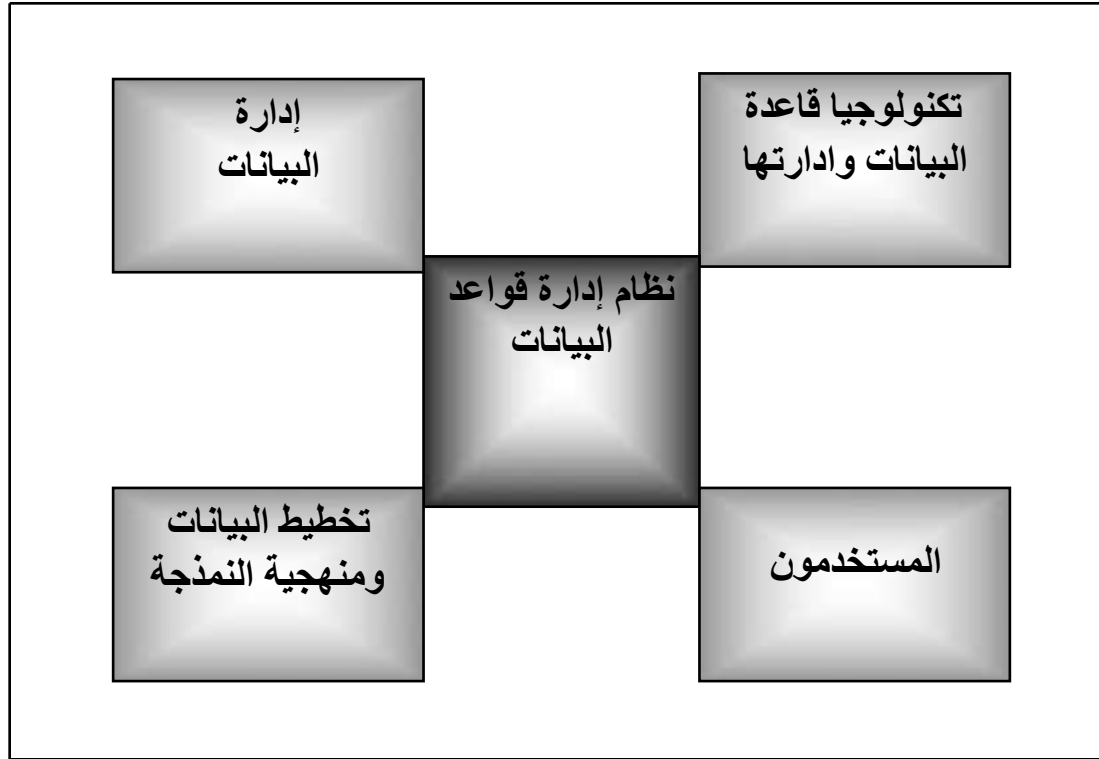 تكنولوجيا قاعدة
البيانات وادارتها
إدارة
البيانات
نظام إدارة قواعد
البيانات
المستخدمون
تخطيط البيانات
ومنهجية النمذجة